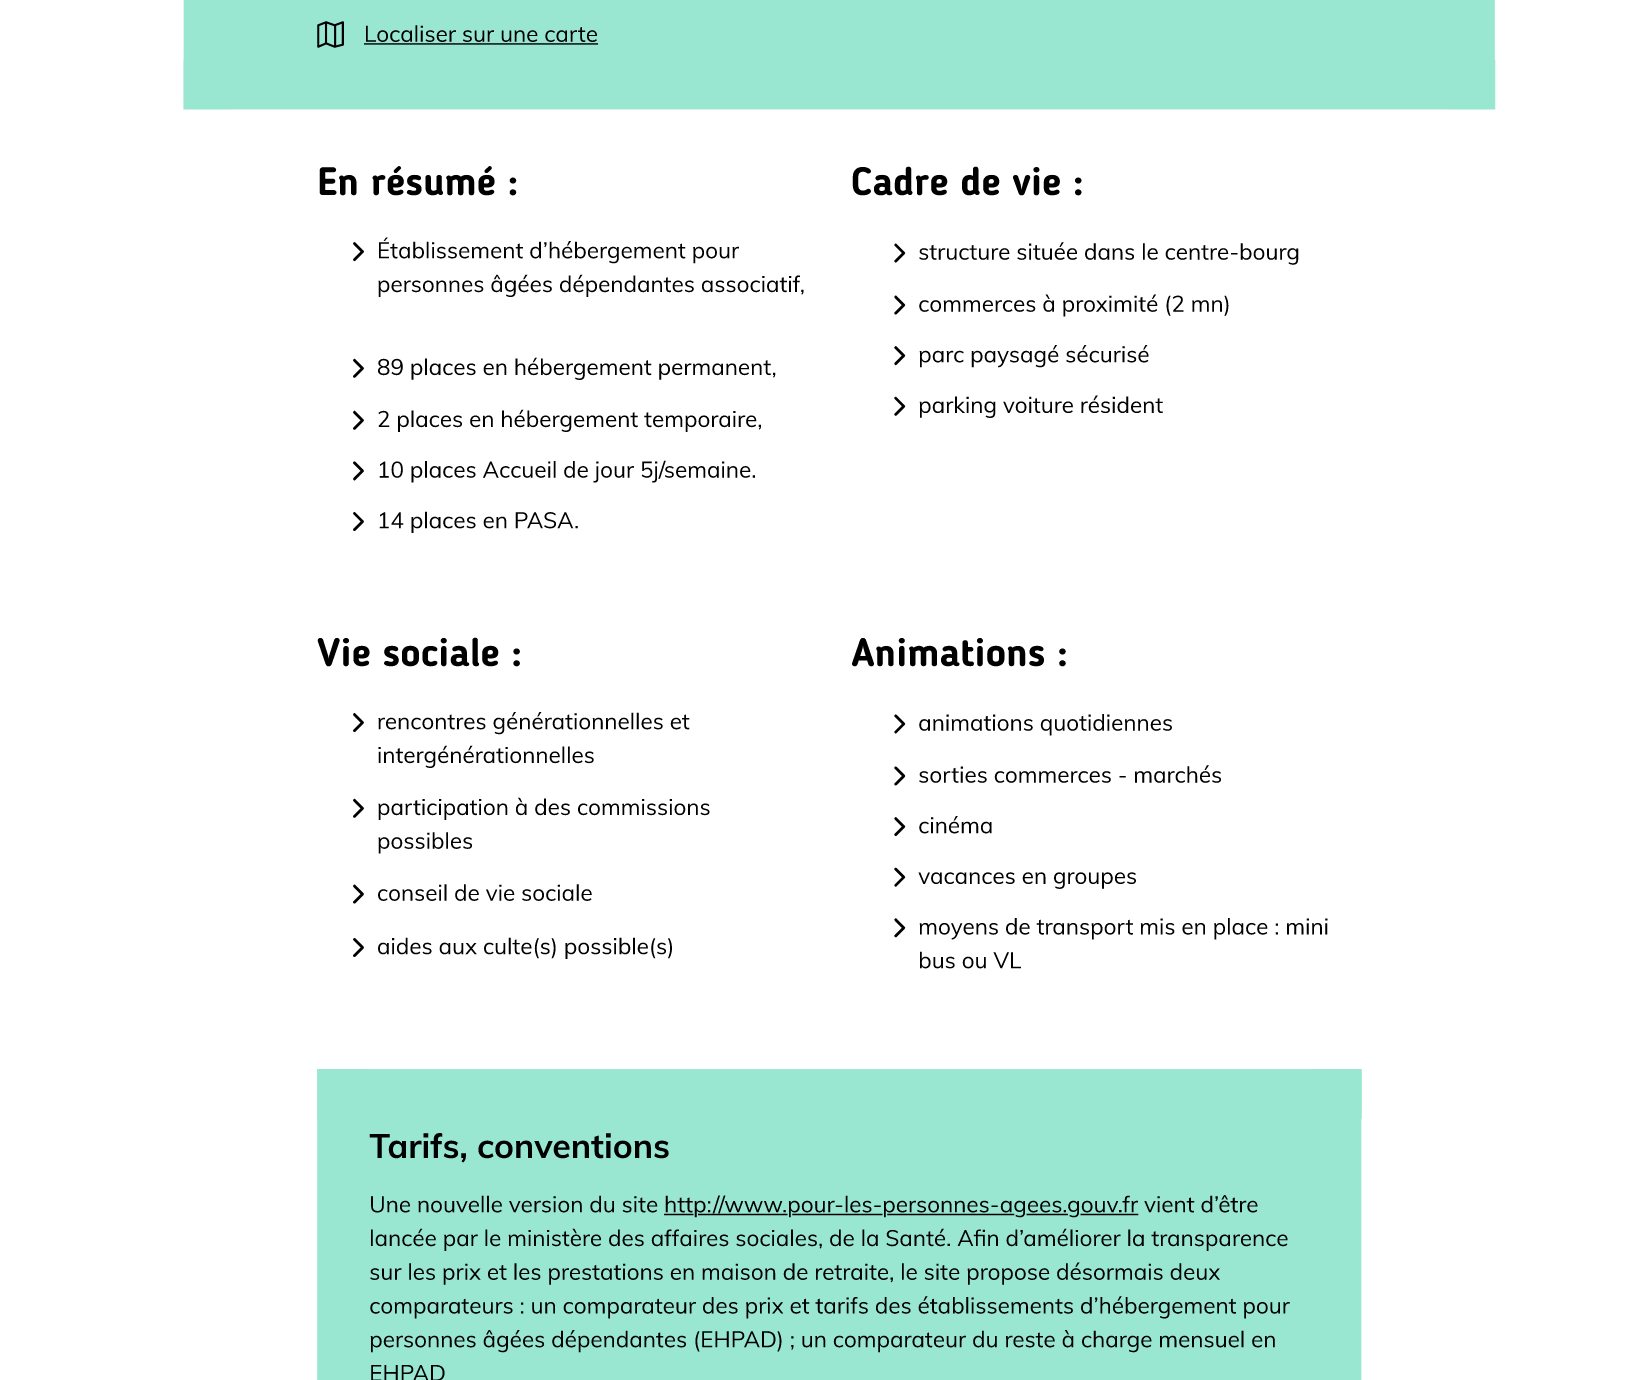 Localiser sur une carte
En résumé :
Établissement d’hébergement pour
personnes âgées dépendantes associatif,
89 places en hébergement permanent,
2 places en hébergement temporaire,
10 places Accueil de jour 5j/semaine.
14 places en PASA.
Cadre de vie :
structure située dans le centre-bourg
commerces à proximité (2 mn)
parc paysagé sécurisé
parking voiture résident
Vie sociale :
rencontres générationnelles et
intergénérationnelles
participation à des commissions
possibles
conseil de vie sociale
aides aux culte(s) possible(s)
Animations :
animations quotidiennes
sorties commerces - marchés
cinéma
vacances en groupes
moyens de transport mis en place : mini
bus ou VL
Tarifs, conventions
Une nouvelle version du site http://www.pour-les-personnes-agees.gouv.fr vient d’être
lancée par le ministère des affaires sociales, de la Santé. Afin d’améliorer la transparence
sur les prix et les prestations en maison de retraite, le site propose désormais deux
comparateurs : un comparateur des prix et tarifs des établissements d’hébergement pour
personnes âgées dépendantes (EHPAD) ; un comparateur du reste à charge mensuel en
EHPAD